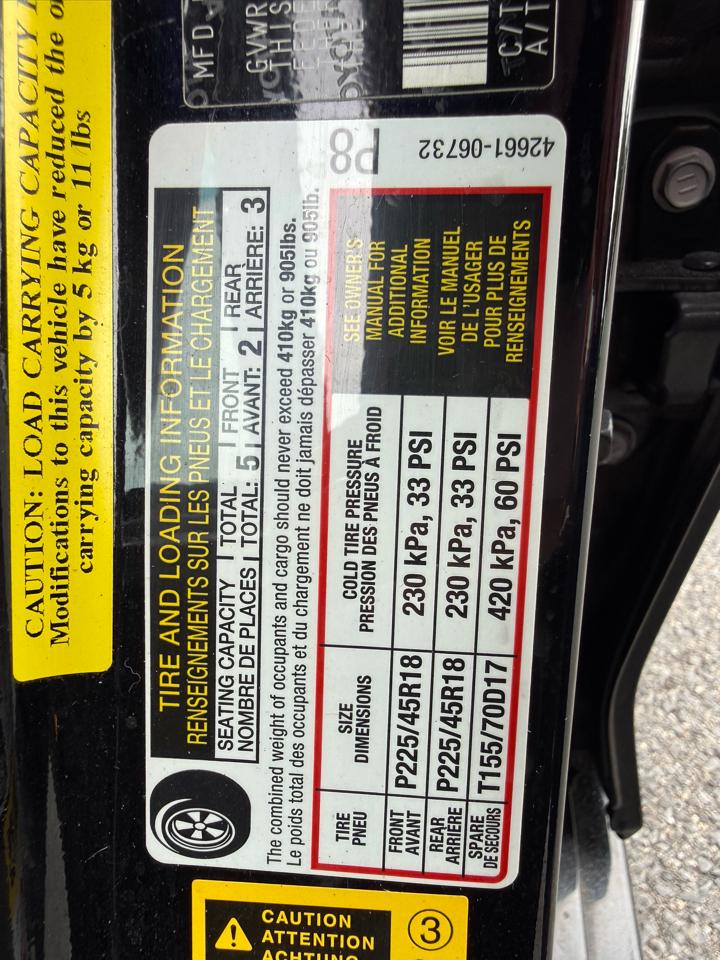 CAUTION: LOAD CARRYING CAPACITY
Modifications to this vehicle have reduced the
carrying capacity by 5 kg or 11 lbs
MFD
GVWR
THIS
C/T
A/T
P8
42661-06732
TIRE AND LOADING INFORMATION
RENSEIGNEMENTS SUR LES PNEUS ET LE CHARGEMENT
SEATING CAPACITY TOTAL FRONT REAR
NOMBRE DE PLACES TOTAL: 5 AVANT: 2 ARRIÈRE: 3
The combined weight of occupants and cargo should never exceed 410kg or 905lbs.
Le poids total des occupants et du chargement ne doit jamais dépasser 410kg ou 905lb.
TIRE
PNEU
SIZE
DIMENSIONS
COLD TIRE PRESSURE
PRESSION DES PNEUS À FROID
FRONT
AVANT
P225/45R18
230 kPa, 33 PSI
REAR
ARRIÈRE
P225/45R18
230 kPa, 33 PSI
SPARE
DE SECOURS
T155/70D17
420 kPa, 60 PSI
SEE OWNER'S
MANUAL FOR
ADDITIONAL
INFORMATION
VOIR LE MANUEL
DE L'USAGER
POUR PLUS DE
RENSEIGNEMENTS
CAUTION
ATTENTION
ACHTUNG
3